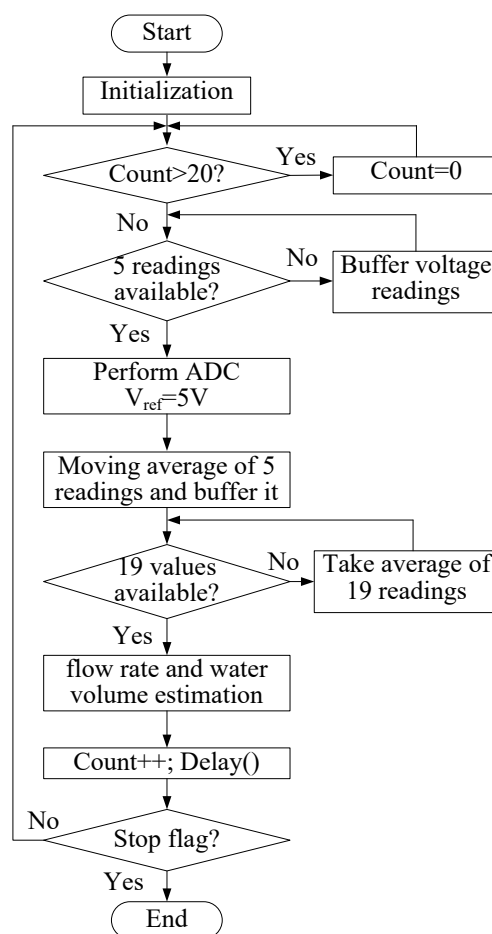 Start
Initialization
Count>20?
Yes
Count=0
No
5 readings
available?
No
Buffer voltage
readings
Yes
Perform ADC
Vref=5V
Moving average of 5
readings and buffer it
19 values
available?
No
Take average of
19 readings
Yes
flow rate and water
volume estimation
Count++; Delay()
No
Stop flag?
Yes
End